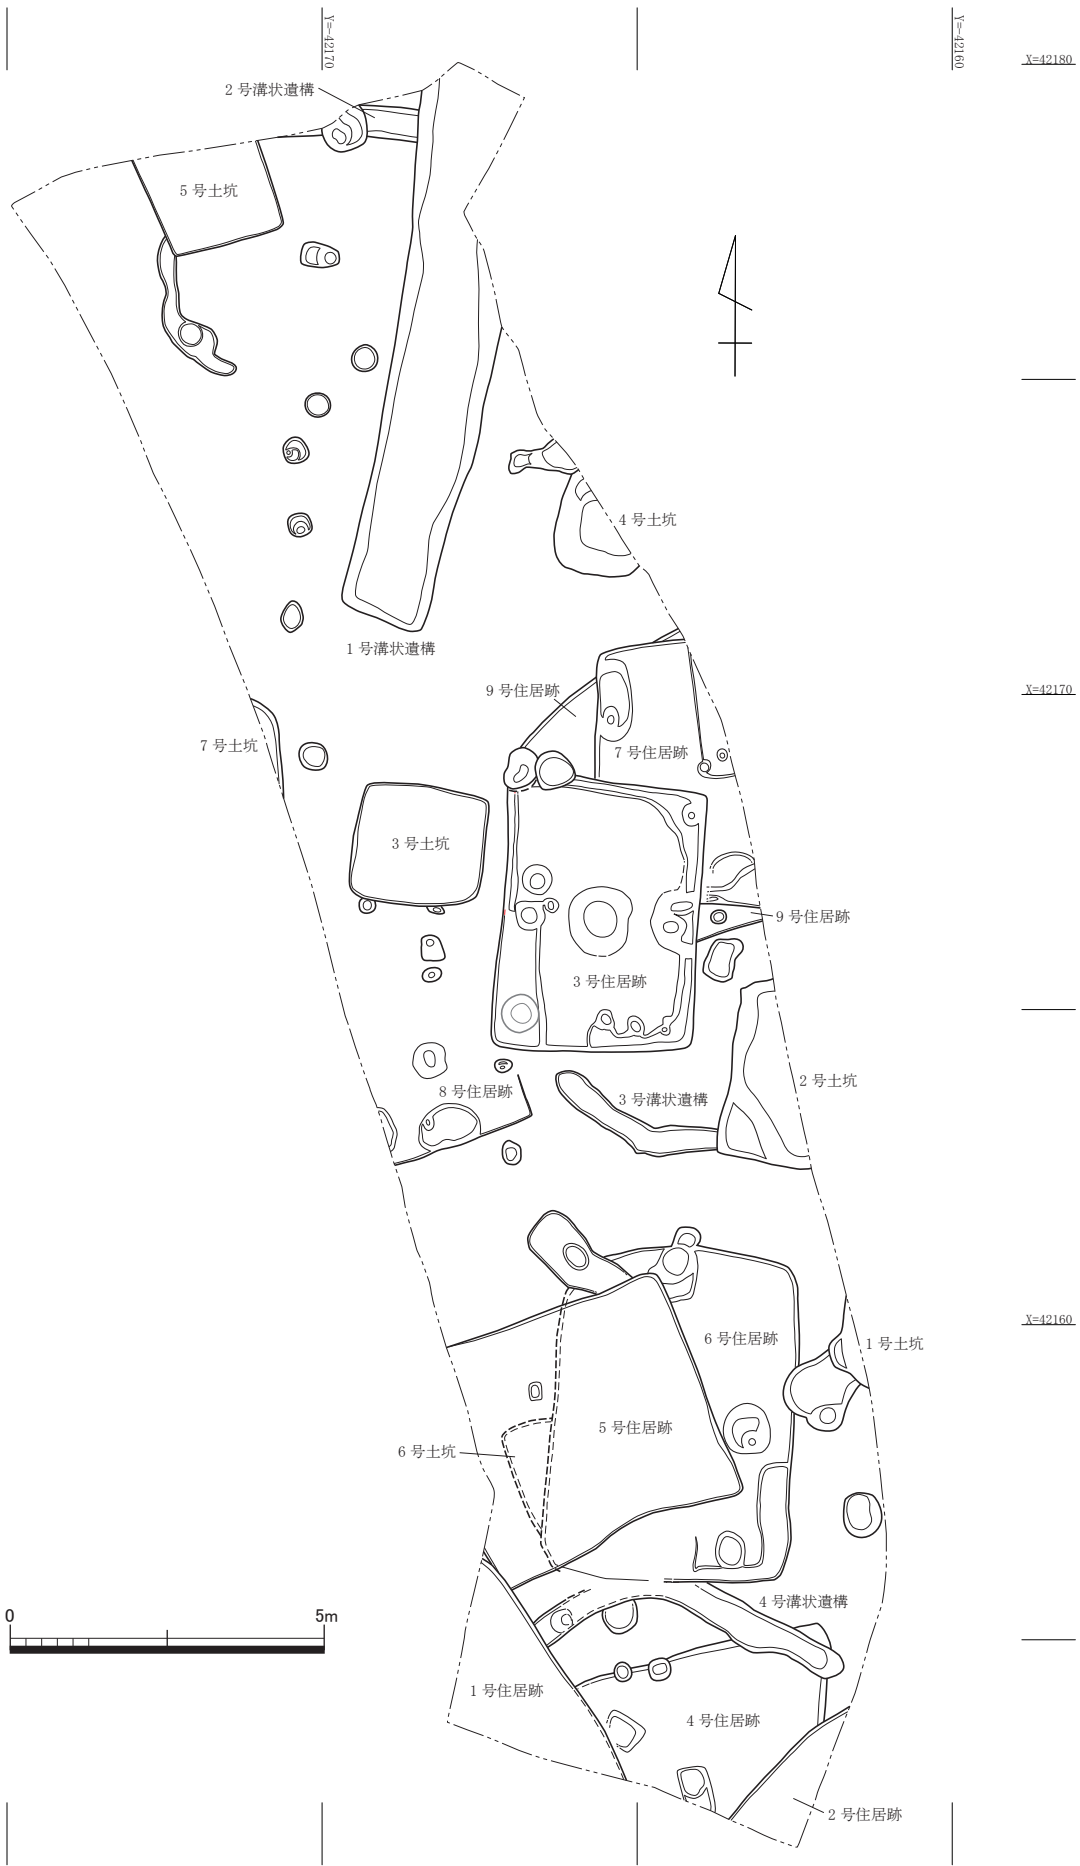 Y=-42170
Y=-42160
X=42180
2 号溝状遺構
5 号土坑
4 号土坑
1 号溝状遺構
9 号住居跡
X=42170
7 号土坑
7 号住居跡
3 号土坑
9 号住居跡
3 号住居跡
2 号土坑
8 号住居跡
3 号溝状遺構
X=42160
6 号住居跡
1 号土坑
5 号住居跡
6 号土坑
4 号溝状遺構
0
5m
1 号住居跡
4 号住居跡
2 号住居跡